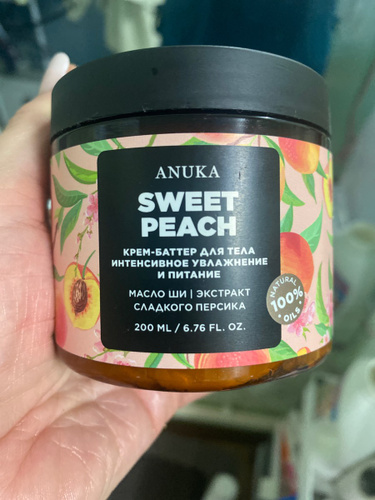 ANUKA
SWEET
PEACH
КРЕМ-БАТТЕР ДЛЯ ТЕЛА
ИНТЕНСИВНОЕ УВЛАЖНЕНИЕ
И ПИТАНИЕ
МАСЛО ШИ | ЭКСТРАКТ
СЛАДКОГО ПЕРСИКА
200 ML / 6.76 FL. OZ.
NATURAL
100%
OILS